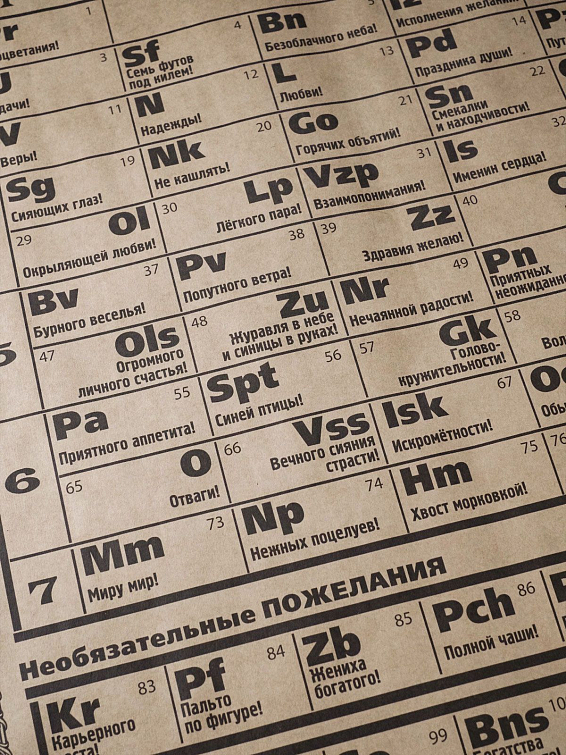 1
5
Исполнения
4
Bn
Безоблачного неба!
14
3
Sf
Семь футов
под килем!
13
Pd
Праздника души!
12
L
Любви!
22
11
N
Надежды!
21
Sn
Смекалки
и находчивости!
V
Веры!
20
Go
Горячих объятий!
32
19
Nk
Не кашлять!
31
Is
Именин сердца!
Sg
Сияющих глаз!
30
Lp
Лёгкого пара!
Vzp
Взаимопонимания!
40
29
Ol
Окрыляющей любви!
38
39
Zz
Здравия желаю!
37
Pv
Попутного ветра!
49
Pn
Приятных
Bv
Бурного веселья!
48
Zu
Журавля в небе
и синицы в руках!
Nr
Нечаянной радости!
58
5
47
Ols
Огромного
личного счастья!
56
57
Gk
Голово-
кружительности!
55
Spt
Синей птицы!
67
Pa
Приятного аппетита!
66
Vss
Вечного сияния
страсти!
Isk
Искромётности!
6
65
O
Отваги!
74
75
76
73
Np
Нежных поцелуев!
Hm
Хвост морковкой!
7
Mm
Миру мир!
Необязательные ПОЖЕЛАНИЯ
83
Kr
Карьерного
84
Pf
Пальто
по фигуре!
85
Zb
Жениха
богатого!
86
Pch
Полной чаши!
99
Bns
Богатства